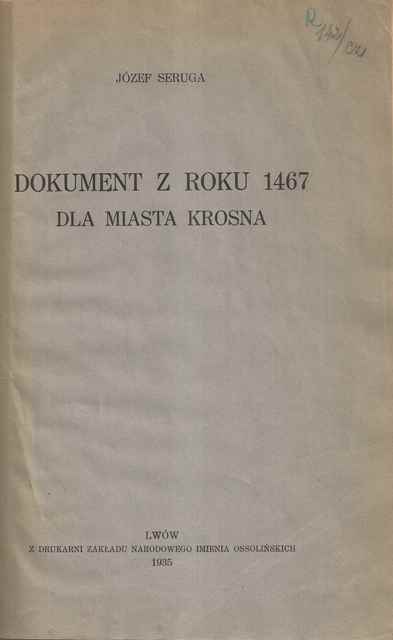 R
JÓZEF SERUGA
DOKUMENT Z ROKU 1467
DLA MIASTA KROSNA
LWÓW
Z DRUKARNI ZAKŁADU NARODOWEGO IMIENIA OSSOLIŃSKICH
1935